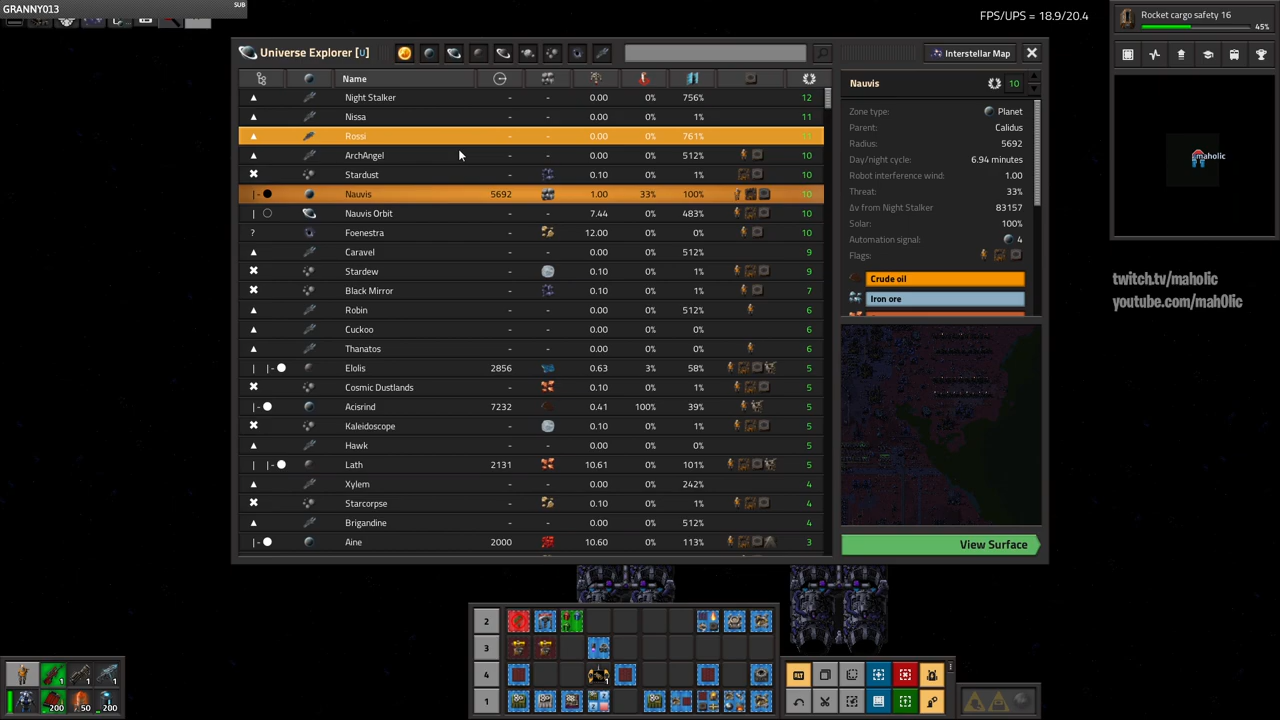 GRANNY013 SUB
FPS/UPS = 18.9/20.4
Rocket cargo safety 16
45%
Universe Explorer [U]
Interstellar Map
Name
Night Stalker - - 0.00 0% 756% 12
Nissa - - 0.00 0% 1% 11
Rossi - - 0.00 0% 761%
ArchAngel - - 0.00 0% 512% 10
Stardust - - 0.10 0% 1% 10
Nauvis 5692 1.00 33% 100% 10
Nauvis Orbit - - 7.44 0% 483% 10
? Foenestra - 12.00 0% 0% 10
Caravel - - 0.00 0% 512% 9
Stardew - 0.10 0% 1% 9
Black Mirror - 0.10 0% 1% 7
Robin - - 0.00 0% 512% 6
Cuckoo - - 0.00 0% 0% 6
Thanatos - - 0.00 0% 0% 6
Elolis 2856 0.63 3% 58% 5
Cosmic Dustlands - 0.10 0% 1% 5
Acisrind 7232 0.41 100% 39% 5
Kaleidoscope - 0.10 0% 1% 5
Hawk - - 0.00 0% 0% 5
Lath 2131 10.61 0% 101% 5
Xylem - - 0.00 0% 242% 4
Starcorpse - 0.10 0% 1% 4
Brigandine - - 0.00 0% 512% 4
Aine 2000 10.60 0% 113% 3
Nauvis 10
Zone type: Planet
Parent: Calidus
Radius: 5692
Day/night cycle: 6.94 minutes
Robot interference wind: 1.00
Threat: 33%
Δv from Night Stalker 83157
Solar: 100%
Automation signal: 4
Flags:
Crude oil
Iron ore
View Surface
maholic
twitch.tv/maholic
youtube.com/mah0lic
2
3
4 1
1
ALT
1 1 1
200 50 200